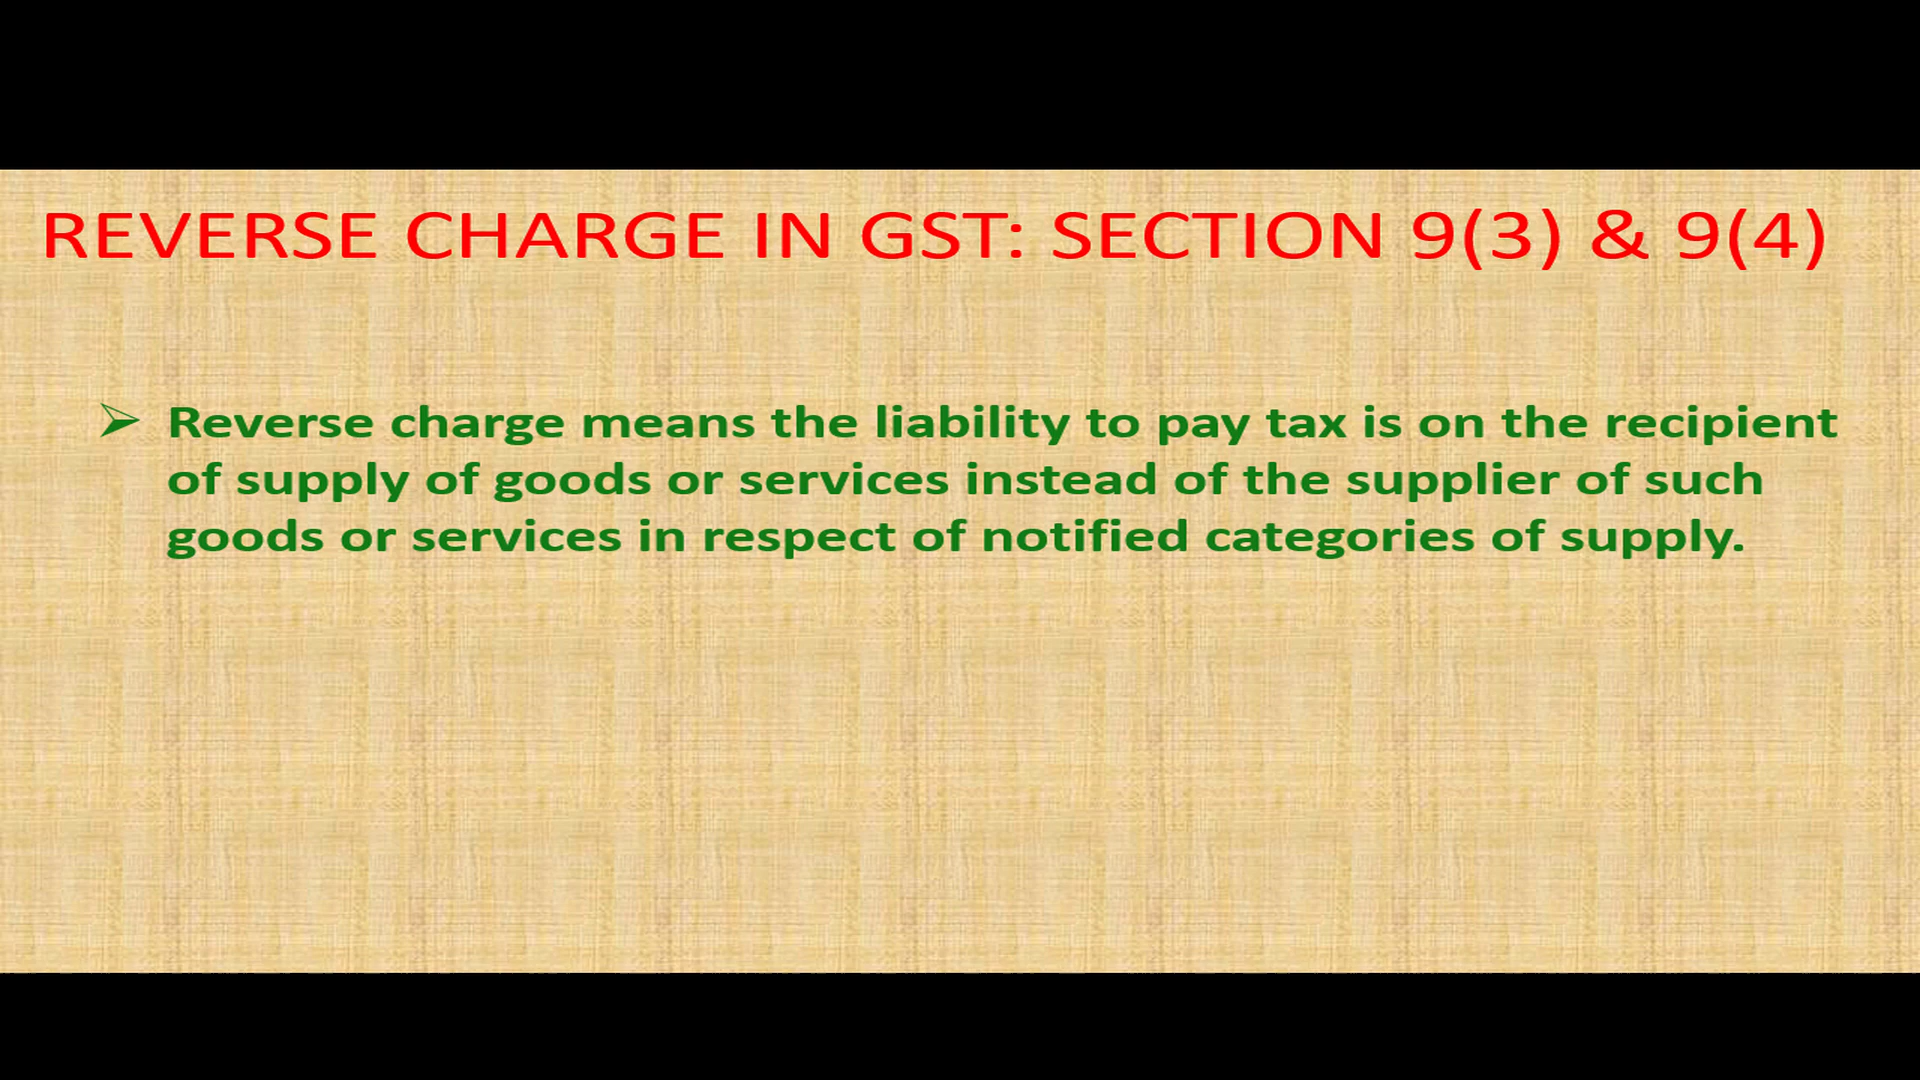 REVERSE CHARGE IN GST: SECTION 9(3) & 9(4)
➢ Reverse charge means the liability to pay tax is on the recipient
of supply of goods or services instead of the supplier of such
goods or services in respect of notified categories of supply.